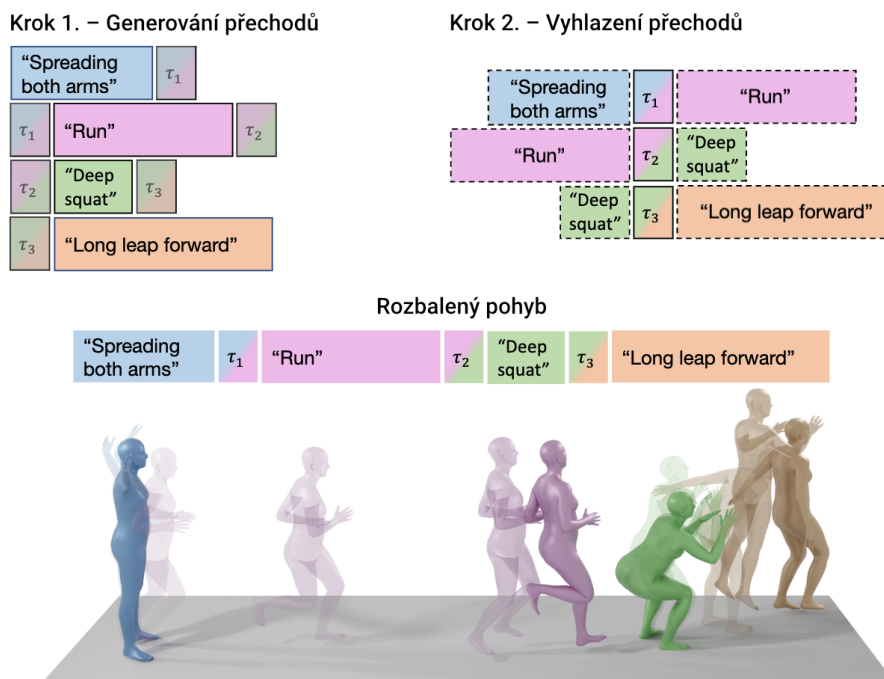 Krok 1. – Generování přechodů
“Spreading
both arms”
τ1
τ1
“Run”
τ2
τ2
“Deep
squat”
τ3
τ3
“Long leap forward”
Krok 2. – Vyhlazení přechodů
“Spreading
both arms”
τ1
“Run”
“Run”
τ2
“Deep
squat”
“Deep
squat”
τ3
“Long leap forward”
Rozbalený pohyb
“Spreading
both arms”
τ1
“Run”
τ2
“Deep
squat”
τ3
“Long leap forward”